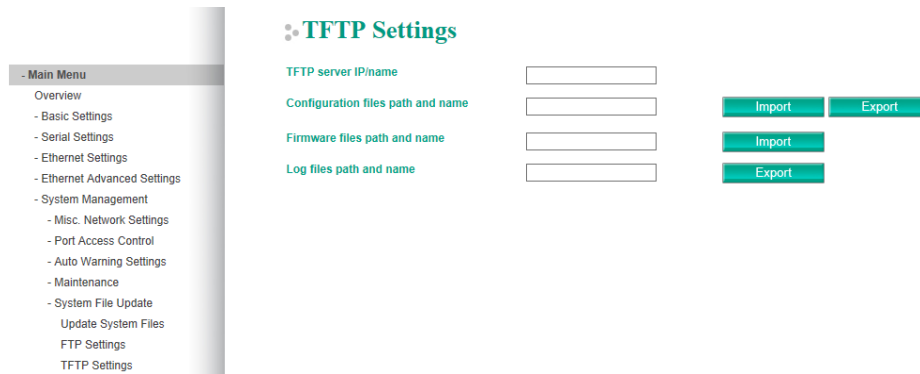 TFTP Settings
- Main Menu
Overview
- Basic Settings
- Serial Settings
- Ethernet Settings
- Ethernet Advanced Settings
- System Management
- Misc. Network Settings
- Port Access Control
- Auto Warning Settings
- Maintenance
- System File Update
Update System Files
FTP Settings
TFTP Settings
TFTP server IP/name
Configuration files path and name Import Export
Firmware files path and name Import
Log files path and name Export